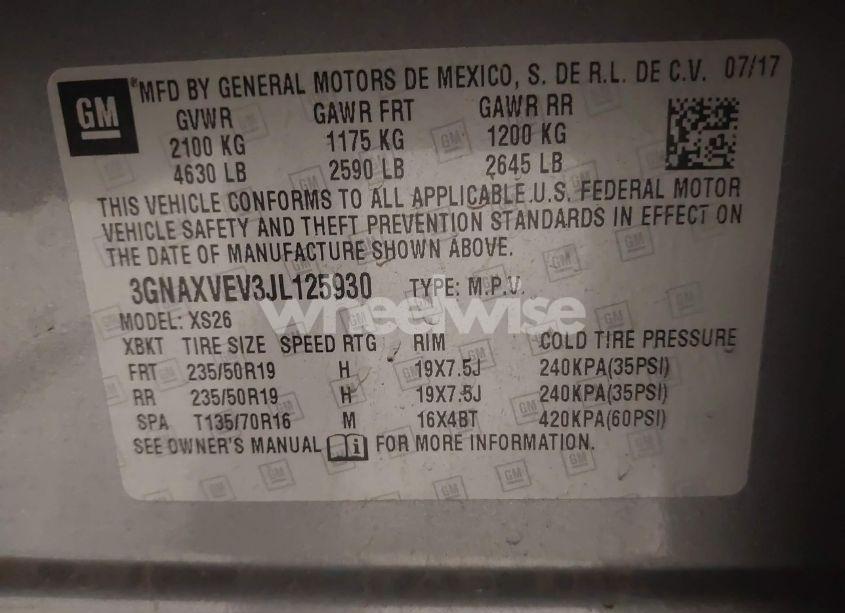 GM
®MFD BY GENERAL MOTORS DE MEXICO, S. DE R.L. DE C.V. 07/17
GVWR GAWR FRT GAWR RR
2100 KG 1175 KG 1200 KG
4630 LB 2590 LB 2645 LB
THIS VEHICLE CONFORMS TO ALL APPLICABLE U.S. FEDERAL MOTOR
VEHICLE SAFETY AND THEFT PREVENTION STANDARDS IN EFFECT ON
THE DATE OF MANUFACTURE SHOWN ABOVE.
3GNAXVEV3JL125930 TYPE: M.P.V.
wheelwise
MODEL: XS26
XBKT TIRE SIZE SPEED RTG RIM COLD TIRE PRESSURE
FRT 235/50R19 H 19X7.5J 240KPA(35PSI)
RR 235/50R19 H 19X7.5J 240KPA(35PSI)
SPA T135/70R16 M 16X4BT 420KPA(60PSI)
SEE OWNER'S MANUAL i FOR MORE INFORMATION.